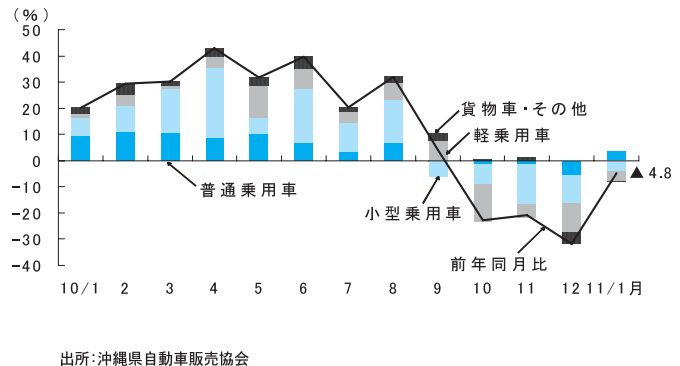 (%)
50
40
30
20
10
0
-10
-20
-30
-40
貨物車・その他
軽乗用車
普通乗用車
小型乗用車
前年同月比
▲4.8
10/1 2 3 4 5 6 7 8 9 10 11 12 11/1月
出所:沖縄県自動車販売協会